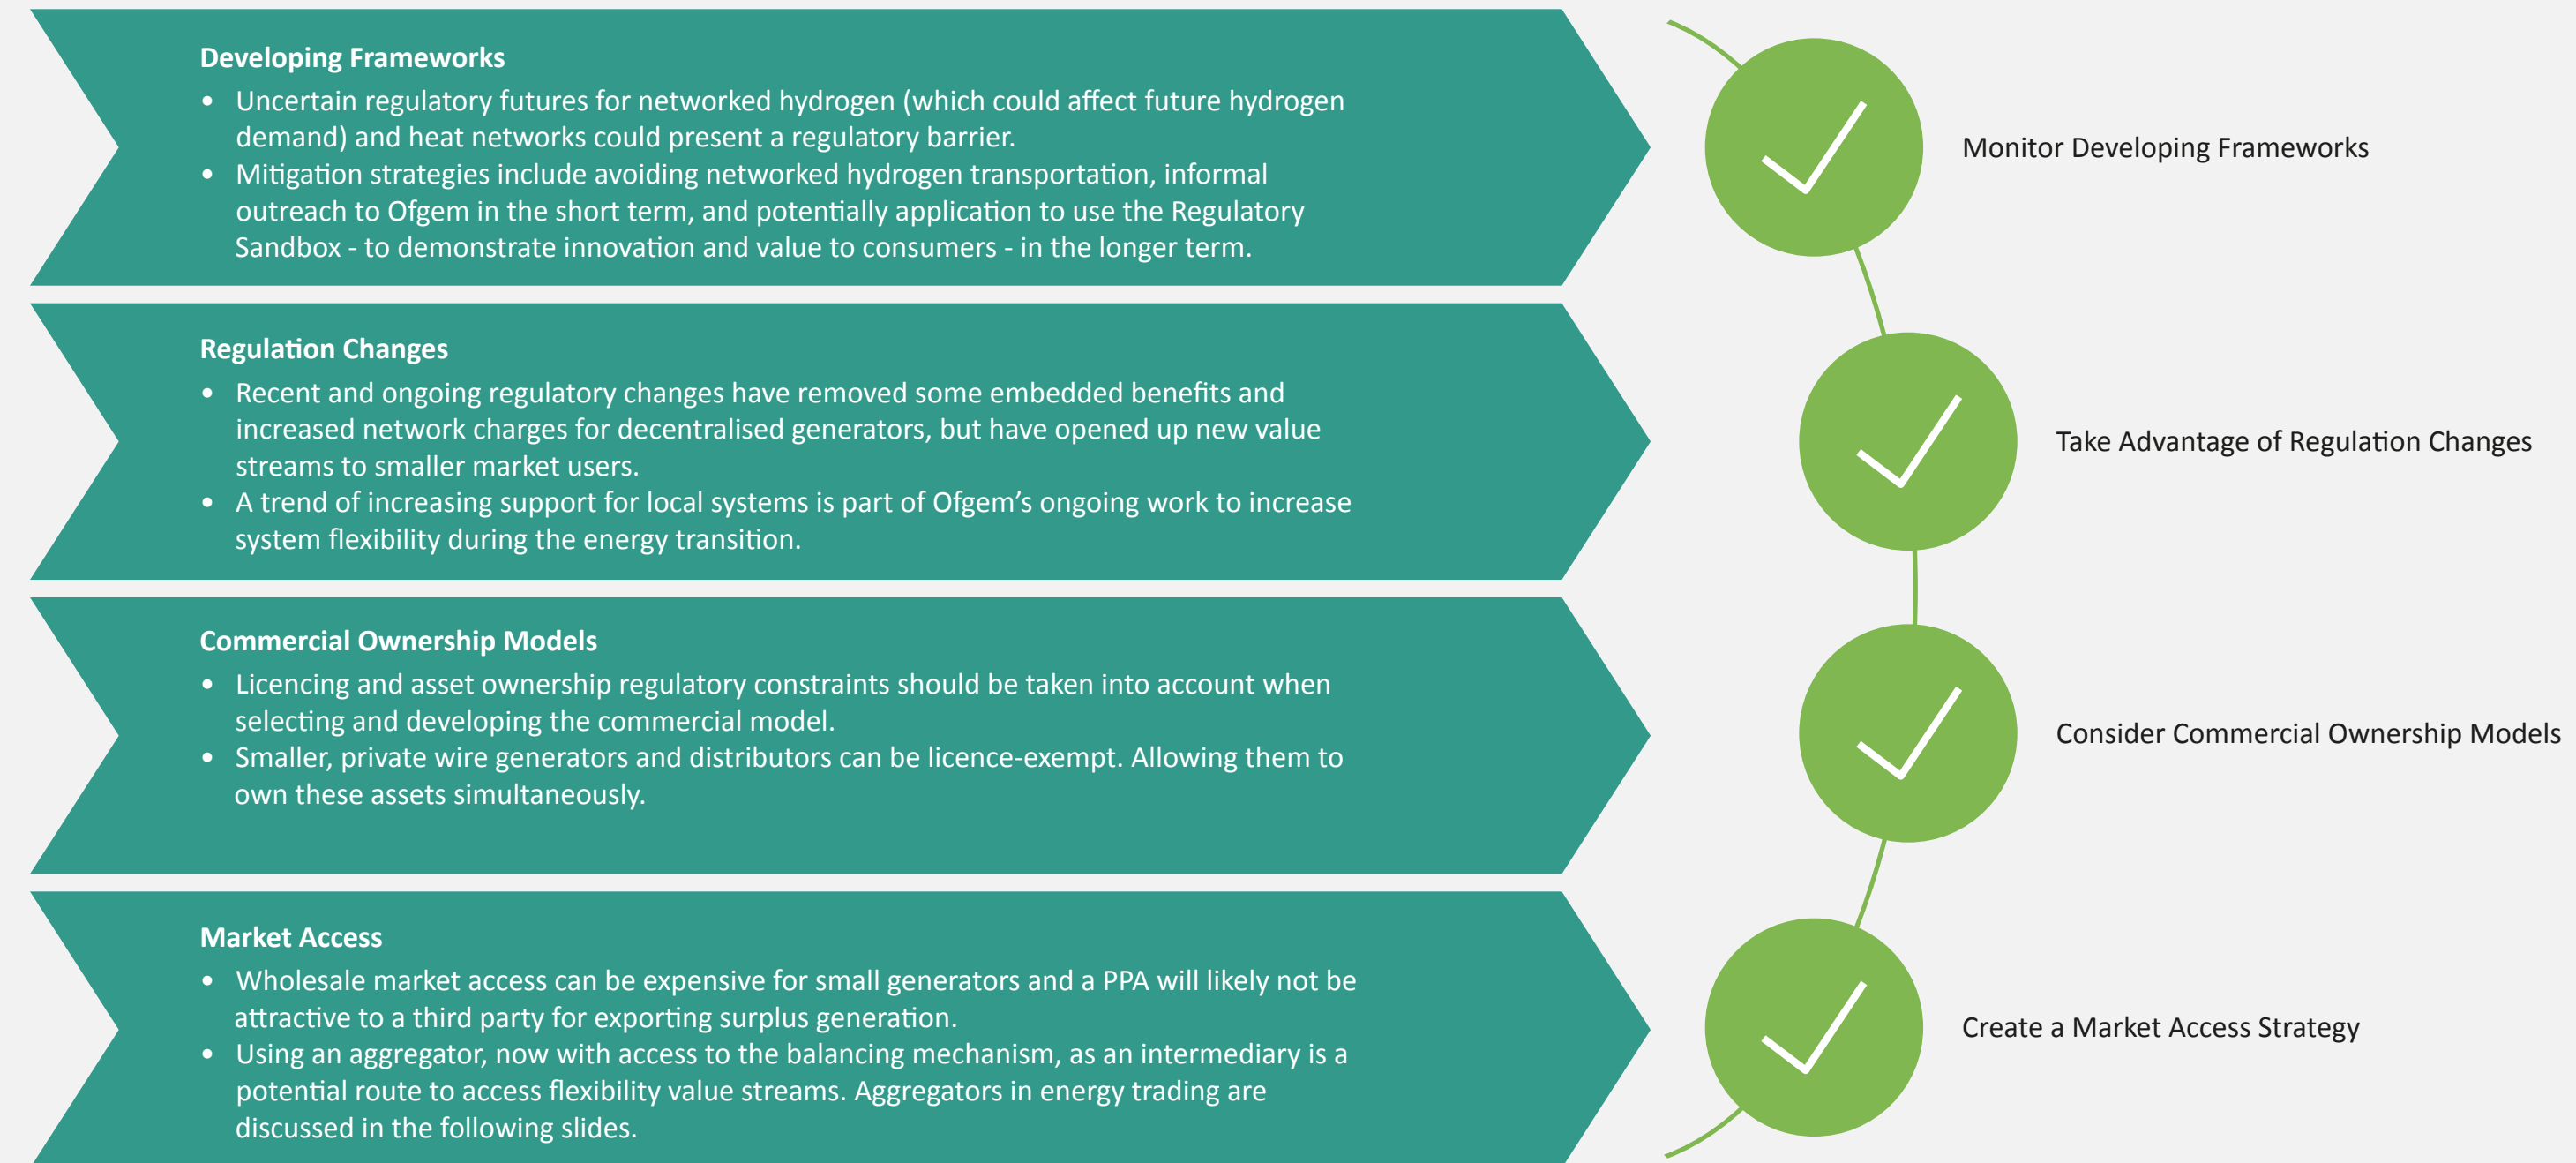 Developing Frameworks
• Uncertain regulatory futures for networked hydrogen (which could affect future hydrogen
demand) and heat networks could present a regulatory barrier.
• Mitigation strategies include avoiding networked hydrogen transportation, informal
outreach to Ofgem in the short term, and potentially application to use the Regulatory
Sandbox - to demonstrate innovation and value to consumers - in the longer term.
Monitor Developing Frameworks
Regulation Changes
• Recent and ongoing regulatory changes have removed some embedded benefits and
increased network charges for decentralised generators, but have opened up new value
streams to smaller market users.
• A trend of increasing support for local systems is part of Ofgem’s ongoing work to increase
system flexibility during the energy transition.
Take Advantage of Regulation Changes
Commercial Ownership Models
• Licencing and asset ownership regulatory constraints should be taken into account when
selecting and developing the commercial model.
• Smaller, private wire generators and distributors can be licence-exempt. Allowing them to
own these assets simultaneously.
Consider Commercial Ownership Models
Market Access
• Wholesale market access can be expensive for small generators and a PPA will likely not be
attractive to a third party for exporting surplus generation.
• Using an aggregator, now with access to the balancing mechanism, as an intermediary is a
potential route to access flexibility value streams. Aggregators in energy trading are
discussed in the following slides.
Create a Market Access Strategy